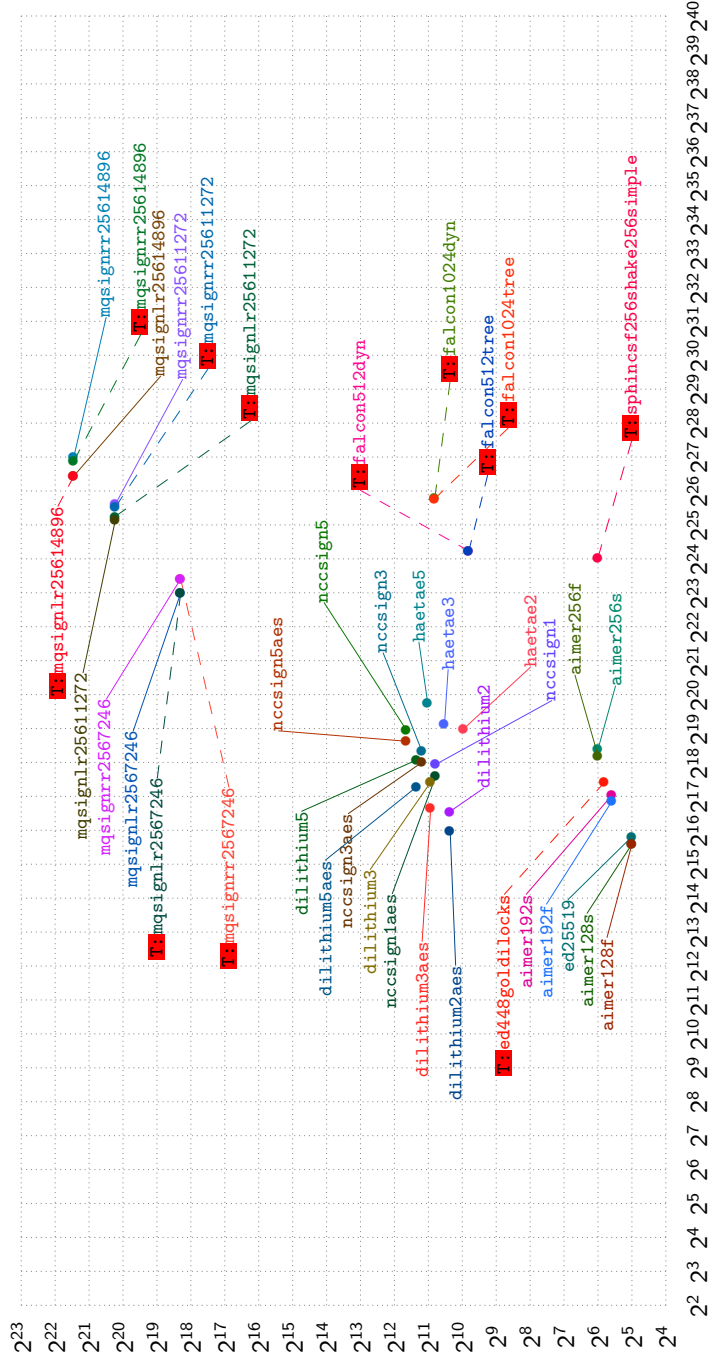 2^23
2^22
2^21
2^20
2^19
2^18
2^17
2^16
2^15
2^14
2^13
2^12
2^11
2^10
2^9
2^8
2^7
2^6
2^5
2^4
T:mqsignlr25614896
mqsignlr25611272
mqsignrr2567246
mqsignrr25614896
mqsignlr2567246
T:mqsignrr25614896
T:mqsignlr2567246
mqsignlr25614896
mqsignrr25611272
T:mqsignrr25611272
T:mqsignrr2567246
T:mqsignlr25611272
nccsign5aes
dilithium5
nccsign5
dilithium5aes
nccsign3aes
T:falcon512dyn
dilithium3
nccsign3
nccsign1aes
haetae5
dilithium3aes
haetae3
T:falcon1024dyn
dilithium2aes
dilithium2
T:falcon512tree
T:ed448goldilocks
T:falcon1024tree
aimer192s
haetae2
aimer192f
nccsign1
ed25519
aimer256f
aimer128s
aimer128f
aimer256s
T:sphincsf256shake256simple
2^2
2^3
2^4
2^5
2^6
2^7
2^8
2^9
2^10
2^11
2^12
2^13
2^14
2^15
2^16
2^17
2^18
2^19
2^20
2^21
2^22
2^23
2^24
2^25
2^26
2^27
2^28
2^29
2^30
2^31
2^32
2^33
2^34
2^35
2^36
2^37
2^38
2^39
2^40